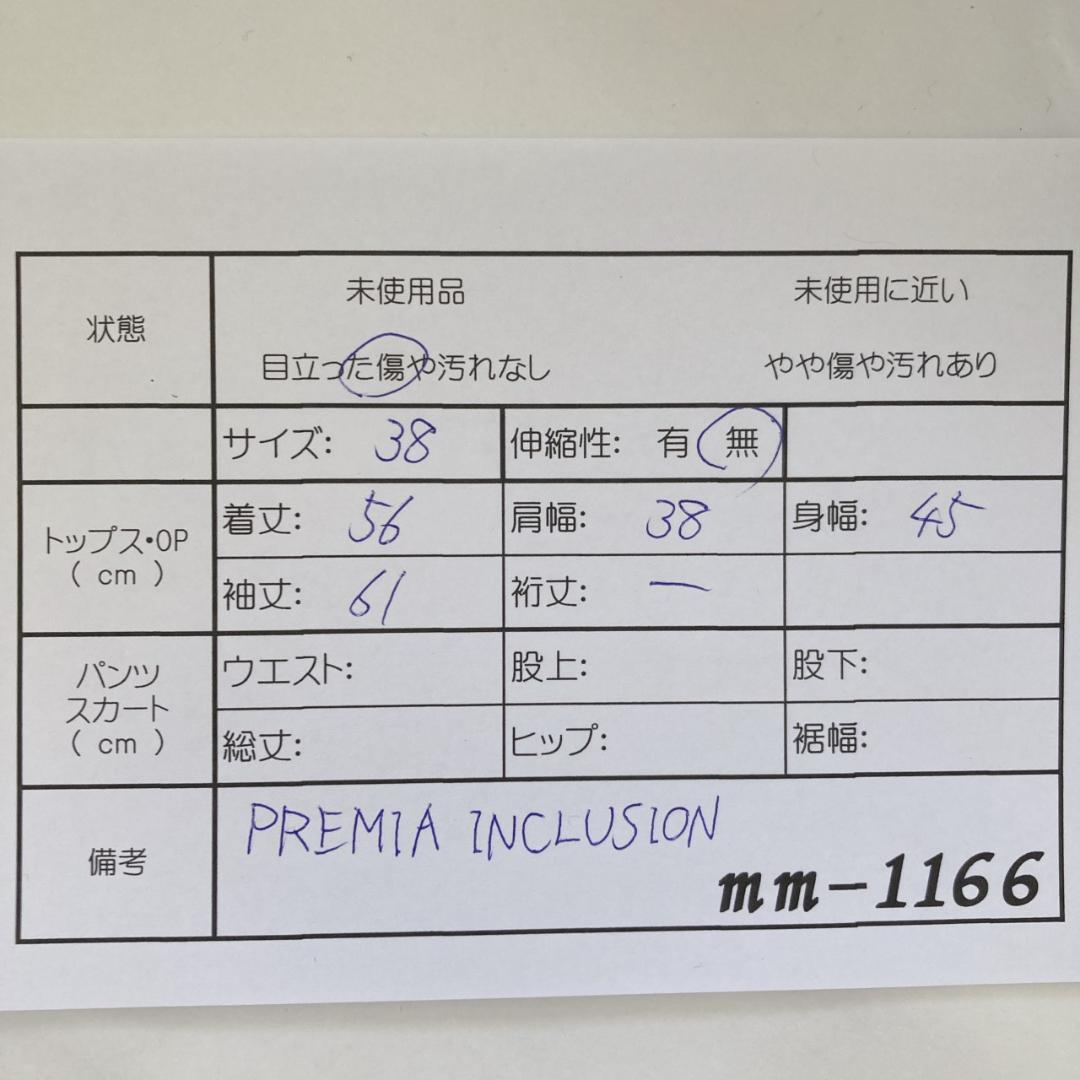 状態
未使用品 未使用に近い
目立った傷や汚れなし やや傷や汚れあり
サイズ: 38 伸縮性: 有 無
トップス・OP
( cm )
着丈: 56 肩幅: 38 身幅: 45
袖丈: 61 裄丈: —
パンツ
スカート
( cm )
ウエスト: 股上: 股下:
総丈: ヒップ: 裾幅:
備考
PREMIA INCLUSION
mm-1166